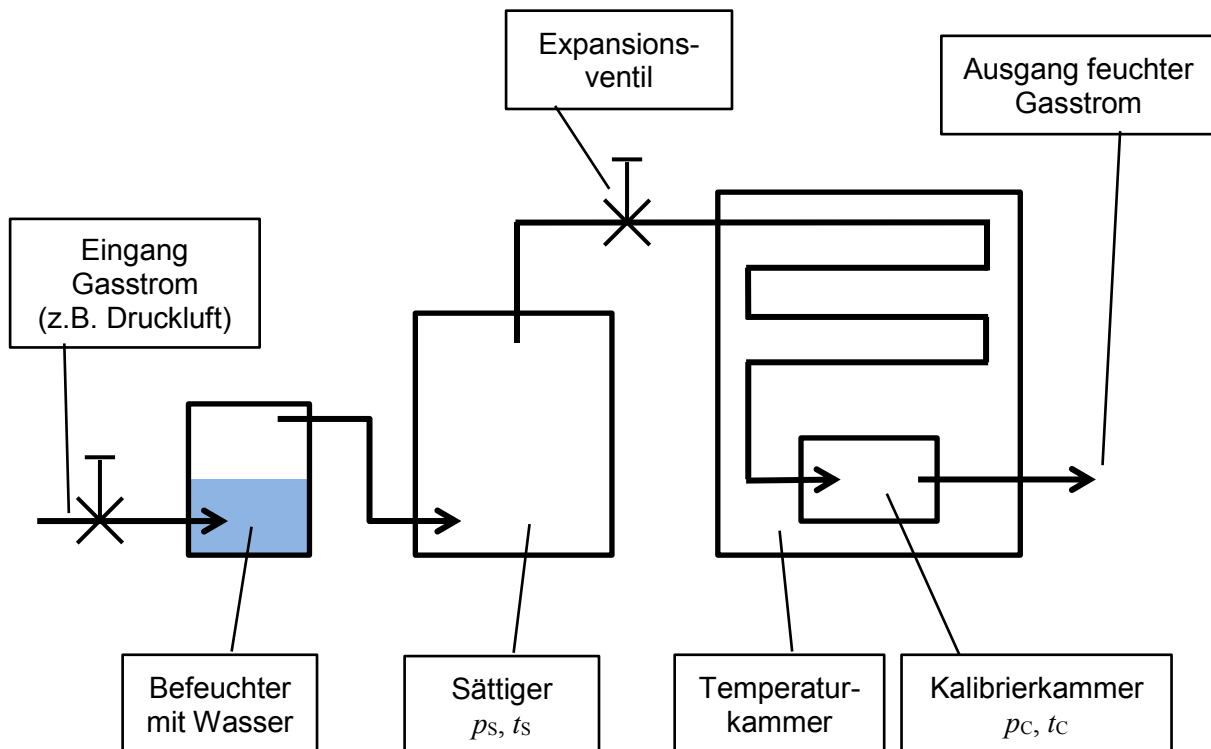 Expansions-
ventil
Ausgang feuchter
Gasstrom
Eingang
Gasstrom
(z.B. Druckluft)
Befeuchter
mit Wasser
Sättiger
pS, tS
Temperatur-
kammer
Kalibrierkammer
pC, tC